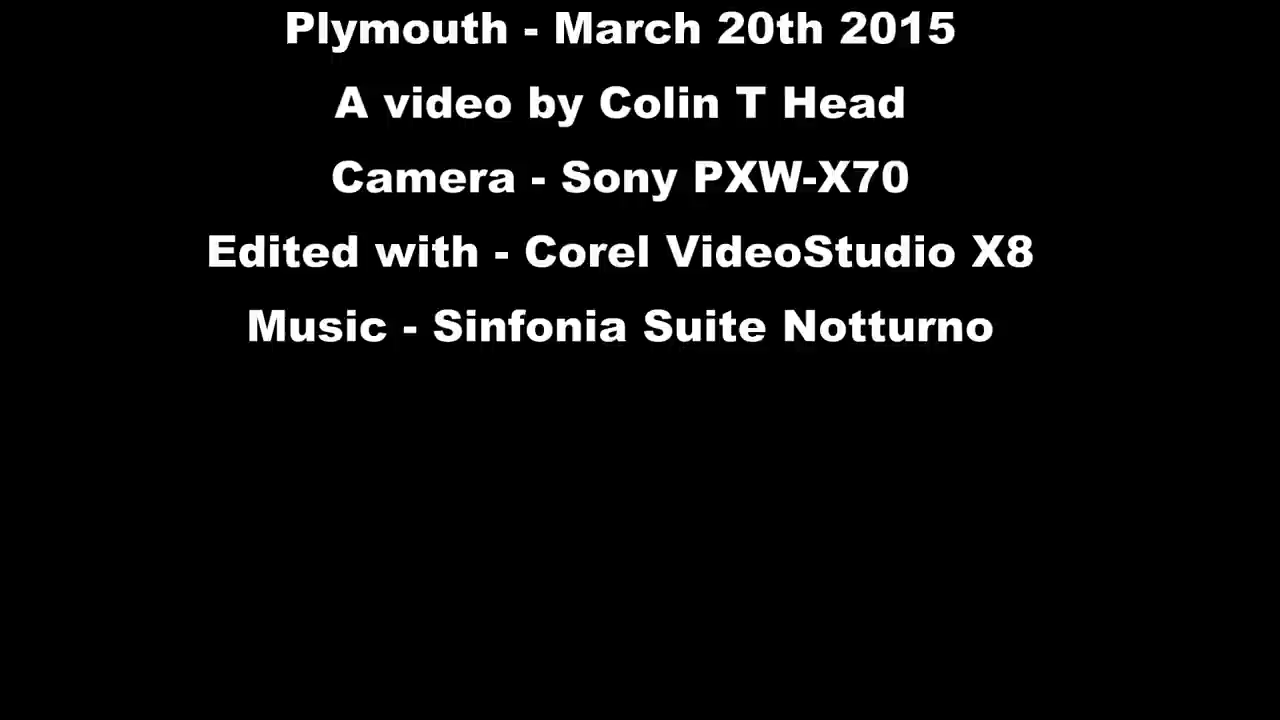 Plymouth - March 20th 2015
A video by Colin T Head
Camera - Sony PXW-X70
Edited with - Corel VideoStudio X8
Music - Sinfonia Suite Notturno